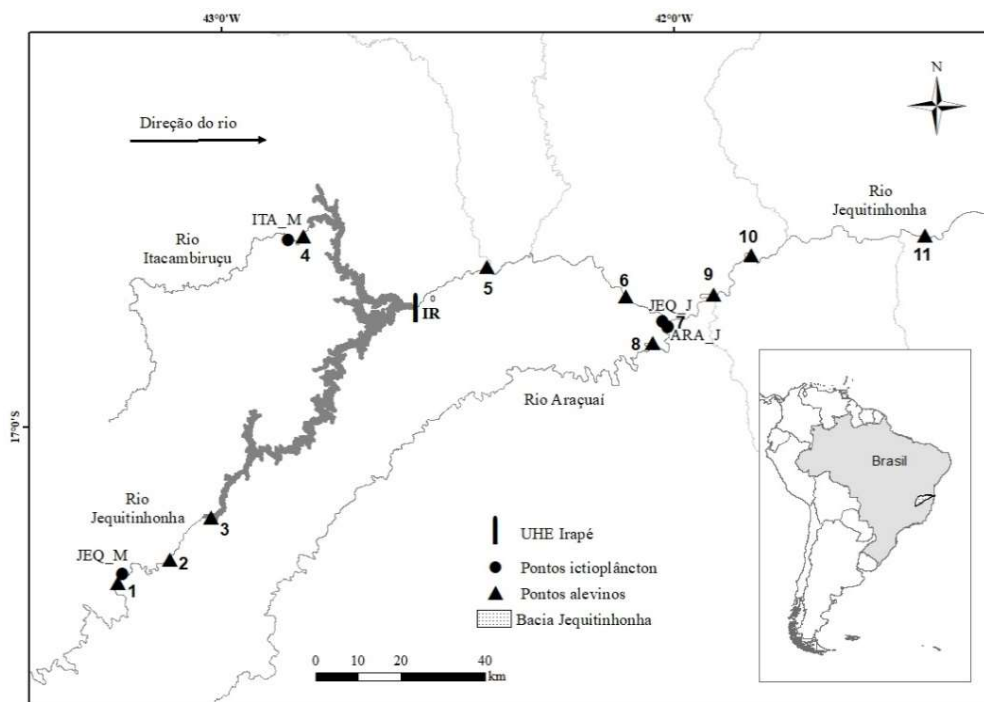 43°0'W
42°0'W
N
Direção do rio
ITA_M
Rio
Itacambiruçu
4
Rio
Jequitinhonha
10
11
5
6
9
IR
JEQ_J
7
ARA_J
8
Rio Araçuaí
17°0'S
Brasil
Rio
Jequitinhonha
3
JEQ_M
2
1
UHE Irapé
Pontos ictioplâncton
Pontos alevinos
Bacia Jequitinhonha
0 10 20 40
km